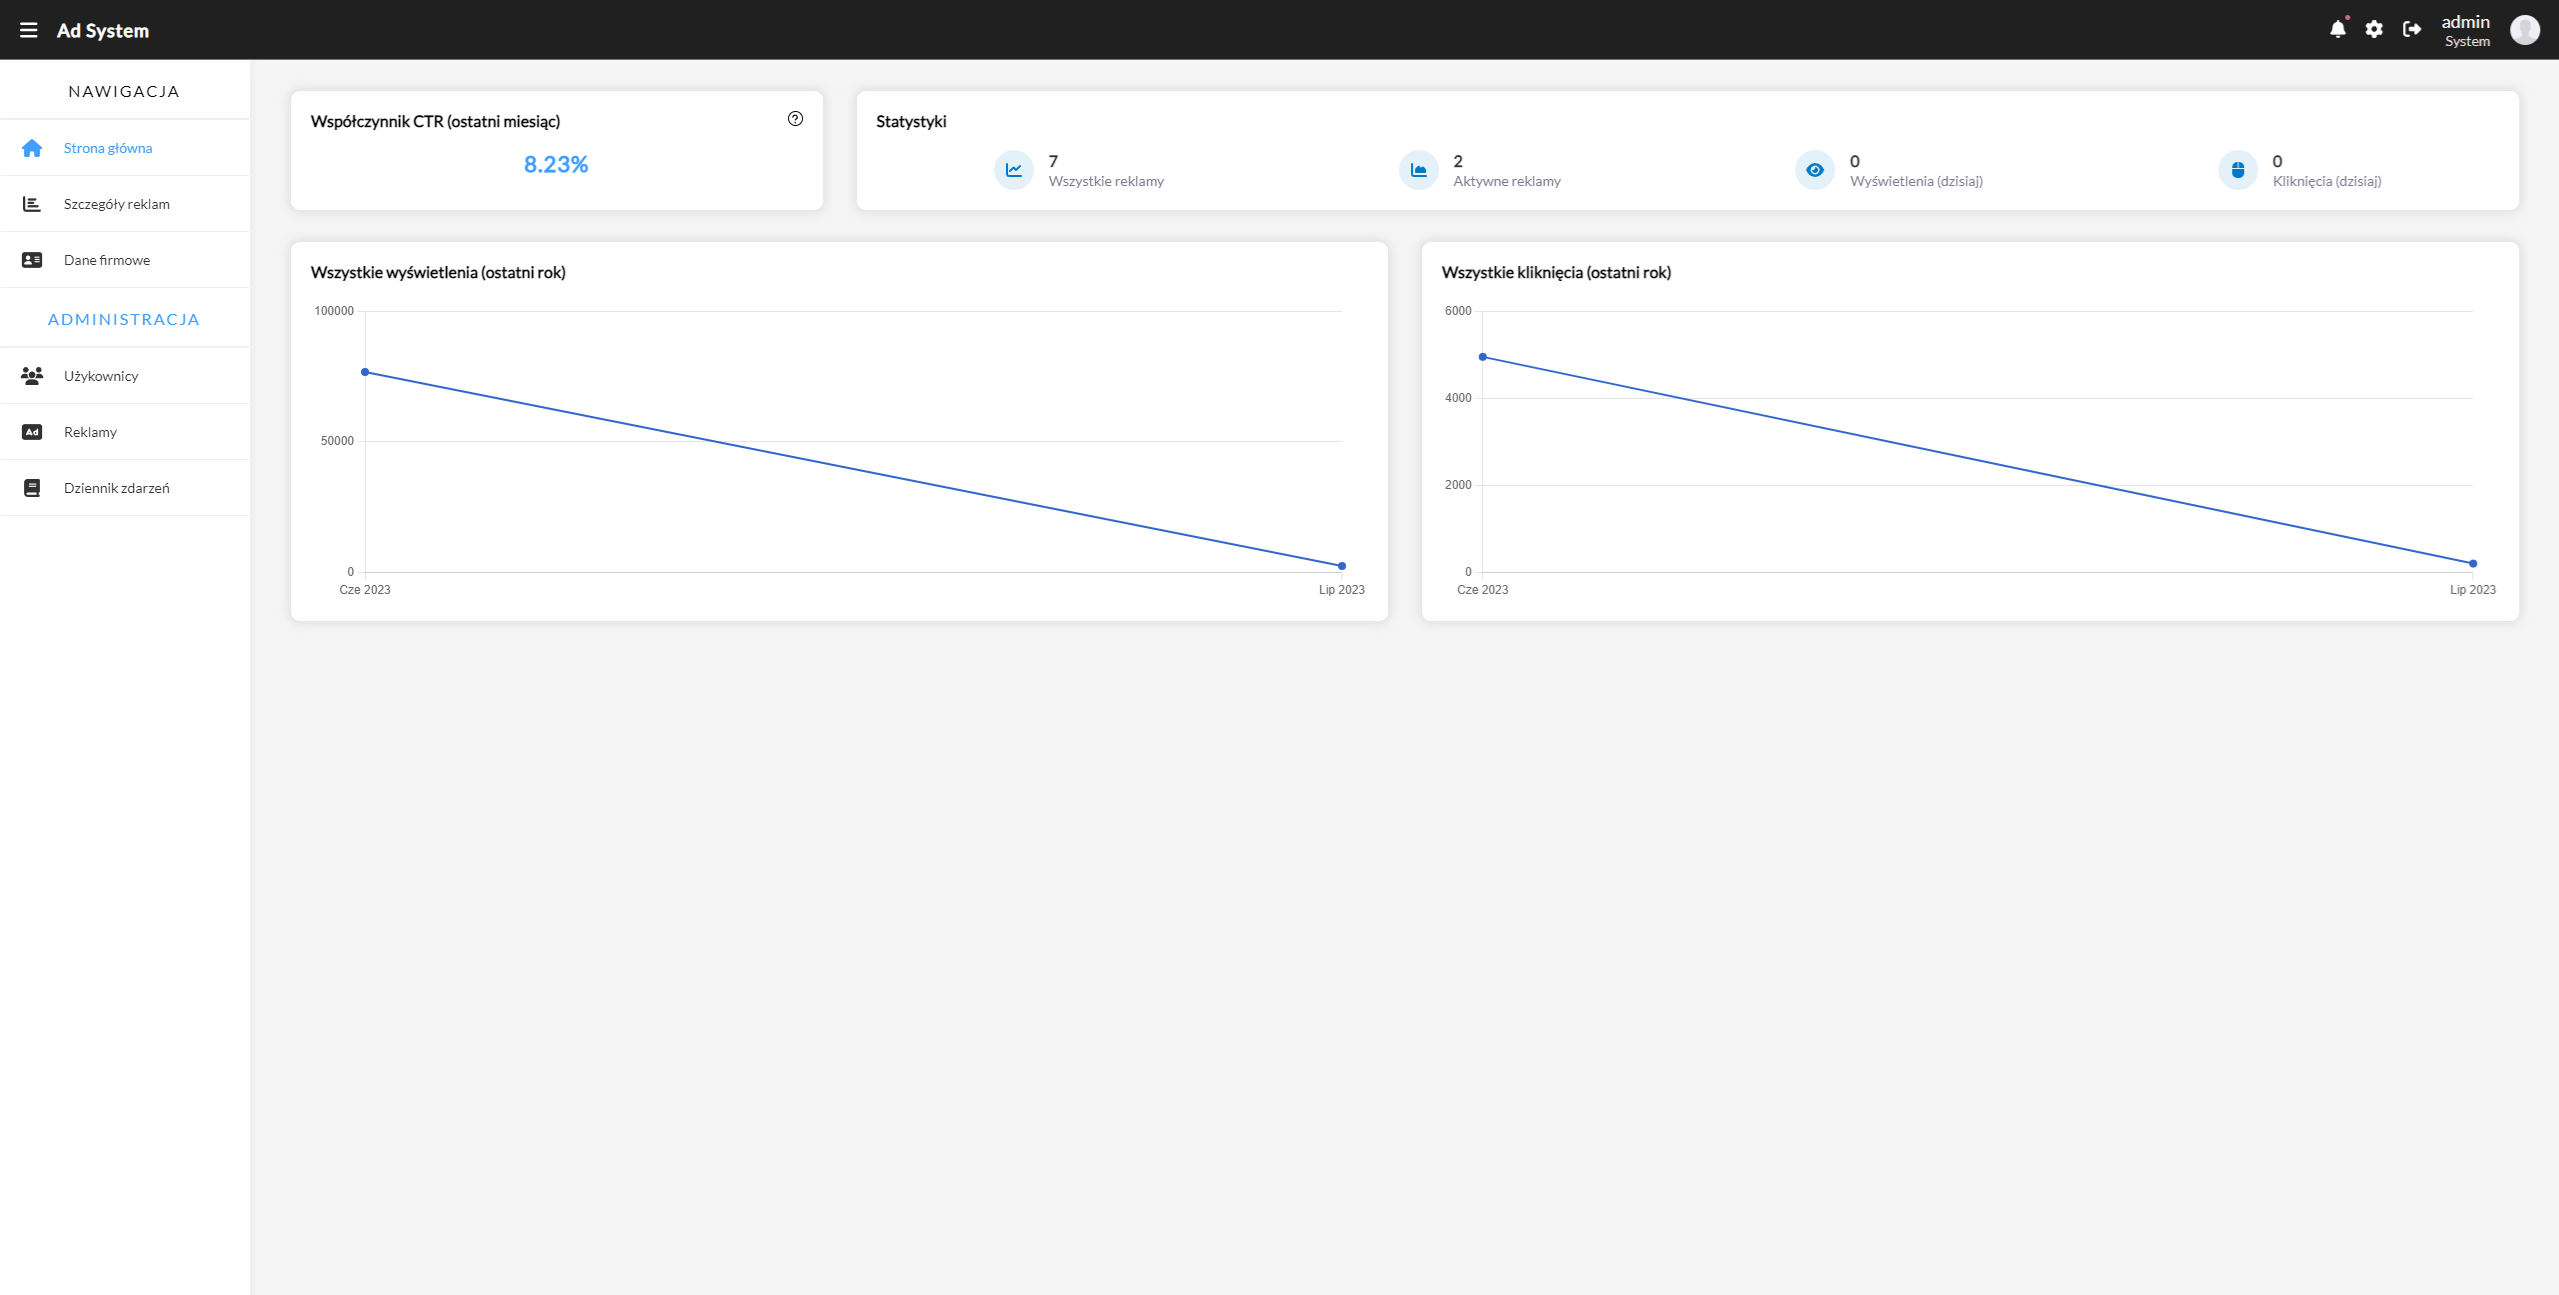 Ad System
admin
System
NAWIGACJA
Strona główna
Szczegóły reklam
Dane firmowe
ADMINISTRACJA
Użykownicy
Ad
Reklamy
Dziennik zdarzeń
Współczynnik CTR (ostatni miesiąc)
8.23%
Statystyki
7
Wszystkie reklamy
2
Aktywne reklamy
0
Wyświetlenia (dzisiaj)
0
Kliknięcia (dzisiaj)
Wszystkie wyświetlenia (ostatni rok)
100000
50000
0
Cze 2023
Lip 2023
Wszystkie kliknięcia (ostatni rok)
6000
4000
2000
0
Cze 2023
Lip 2023